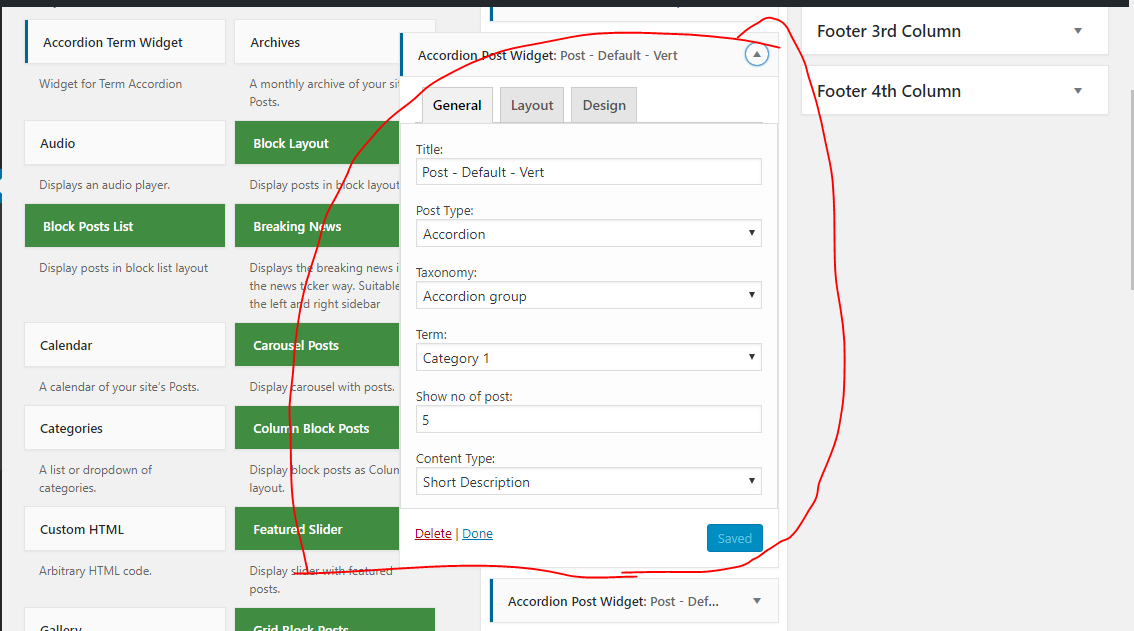 Accordion Term Widget
Widget for Term Accordion
Audio
Displays an audio player.
Block Posts List
Display posts in block list layout
Calendar
A calendar of your site's Posts.
Categories
A list or dropdown of
categories.
Custom HTML
Arbitrary HTML code.
Gallery
Archives
A monthly archive of your
Posts.
Block Layout
Display posts in block layout
Breaking News
Displays the breaking news
the news ticker way. Suitable
the left and right sidebar
Carousel Posts
Display carousel with posts.
Column Block Posts
Display block posts as
layout.
Featured Slider
Display slider with featured
posts.
Grid Block Posts
Accordion Post Widget: Post - Default - Vert
General
Layout
Design
Title:
Post - Default - Vert
Post Type:
Accordion
Taxonomy:
Accordion group
Term:
Category 1
Show no of post:
5
Content Type:
Short Description
Delete | Done
Saved
Accordion Post Widget: Post - Def...
Footer 3rd Column
Footer 4th Column